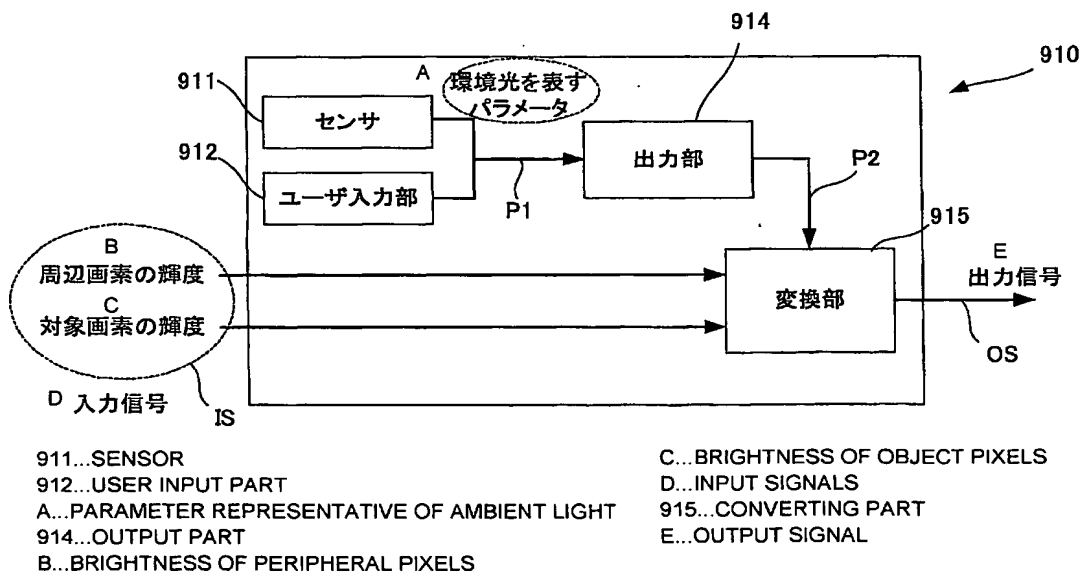 914
910
911
A
環境光を表す
パラメータ
センサ
912
出力部
P2
ユーザ入力部
P1
915
B
周辺画素の輝度
E
出力信号
C
対象画素の輝度
変換部
OS
D 入力信号
IS
911...SENSOR
912...USER INPUT PART
A...PARAMETER REPRESENTATIVE OF AMBIENT LIGHT
914...OUTPUT PART
B...BRIGHTNESS OF PERIPHERAL PIXELS
C...BRIGHTNESS OF OBJECT PIXELS
D...INPUT SIGNALS
915...CONVERTING PART
E...OUTPUT SIGNAL